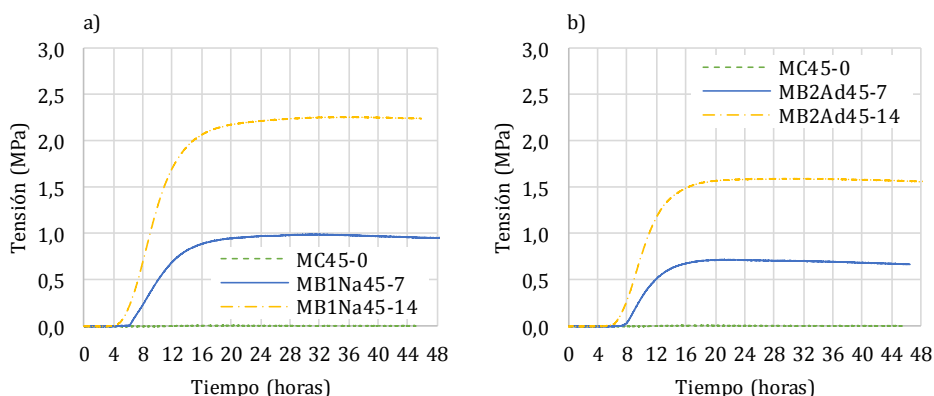 a)
3,0
2,5
2,0
1,5
1,0
0,5
0,0
Tensión (MPa)
MC45-0
MB1Na45-7
MB1Na45-14
0 4 8 12 16 20 24 28 32 36 40 44 48
Tiempo (horas)
b)
3,0
2,5
2,0
1,5
1,0
0,5
0,0
Tensión (MPa)
MC45-0
MB2Ad45-7
MB2Ad45-14
0 4 8 12 16 20 24 28 32 36 40 44 48
Tiempo (horas)